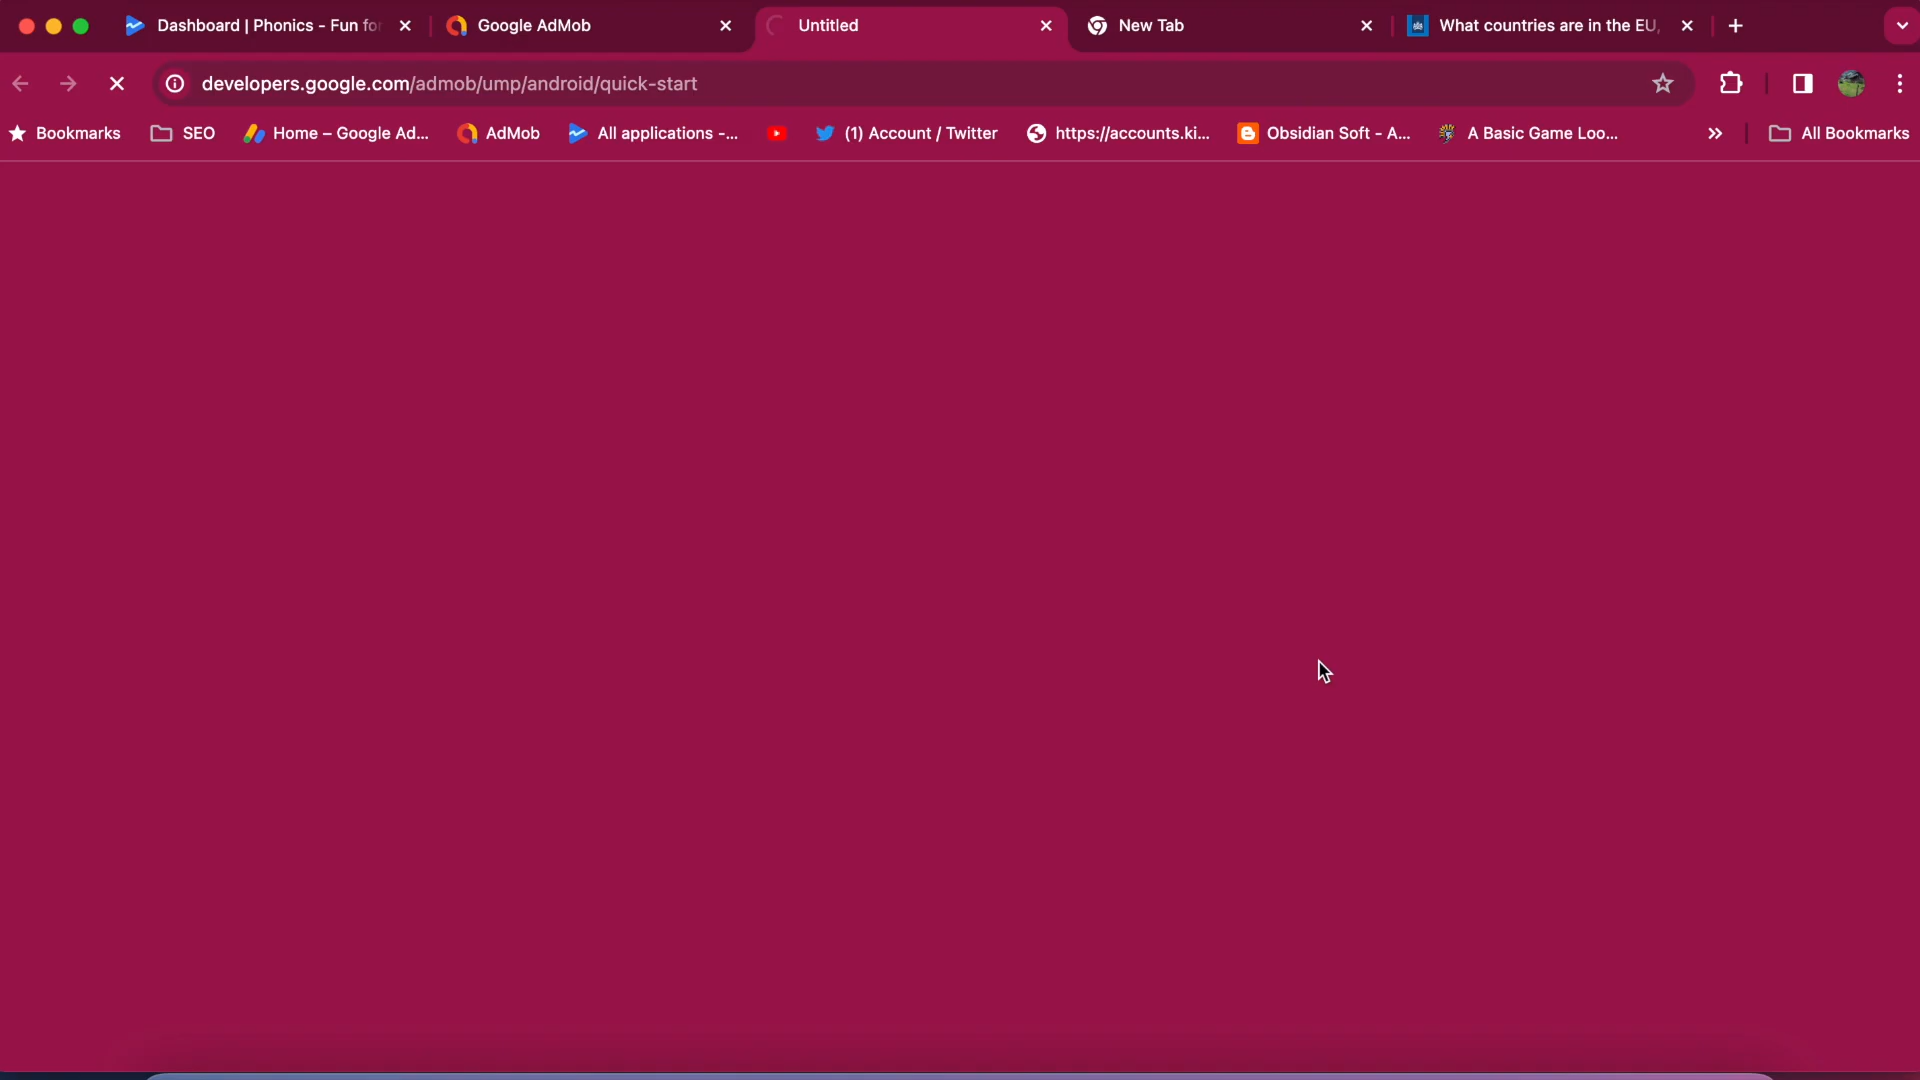 Dashboard | Phonics - Fun for
Google AdMob
Untitled
New Tab
What countries are in the EU,
developers.google.com/admob/ump/android/quick-start
Bookmarks
SEO
Home – Google Ad...
AdMob
All applications -...
(1) Account / Twitter
https://accounts.ki...
Obsidian Soft - A...
A Basic Game Loo...
All Bookmarks